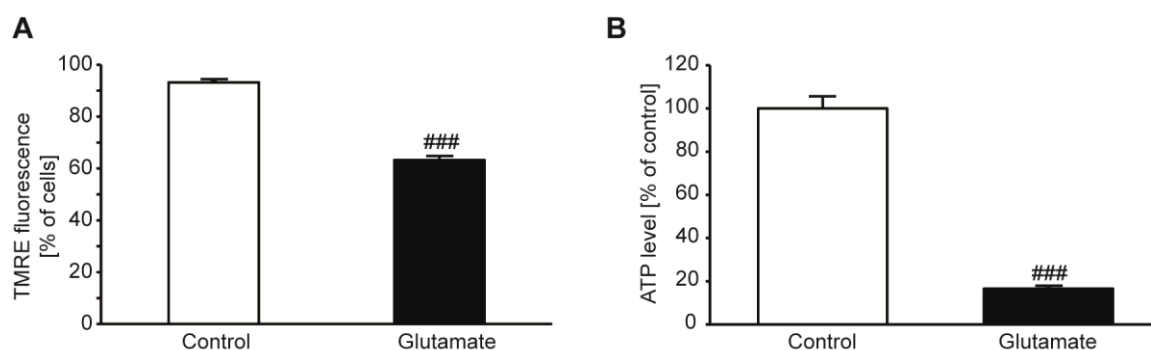 A
TMRE fluorescence
[% of cells]
100
80
60
40
20
0
###
Control
Glutamate
B
ATP level [% of control]
120
100
80
60
40
20
0
###
Control
Glutamate